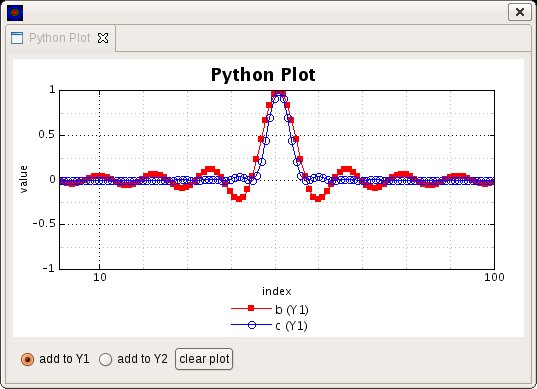 Python Plot
Python Plot
1
0.5
0
-0.5
-1
value
10
100
index
b (Y1)
c (Y1)
add to Y1
add to Y2
clear plot